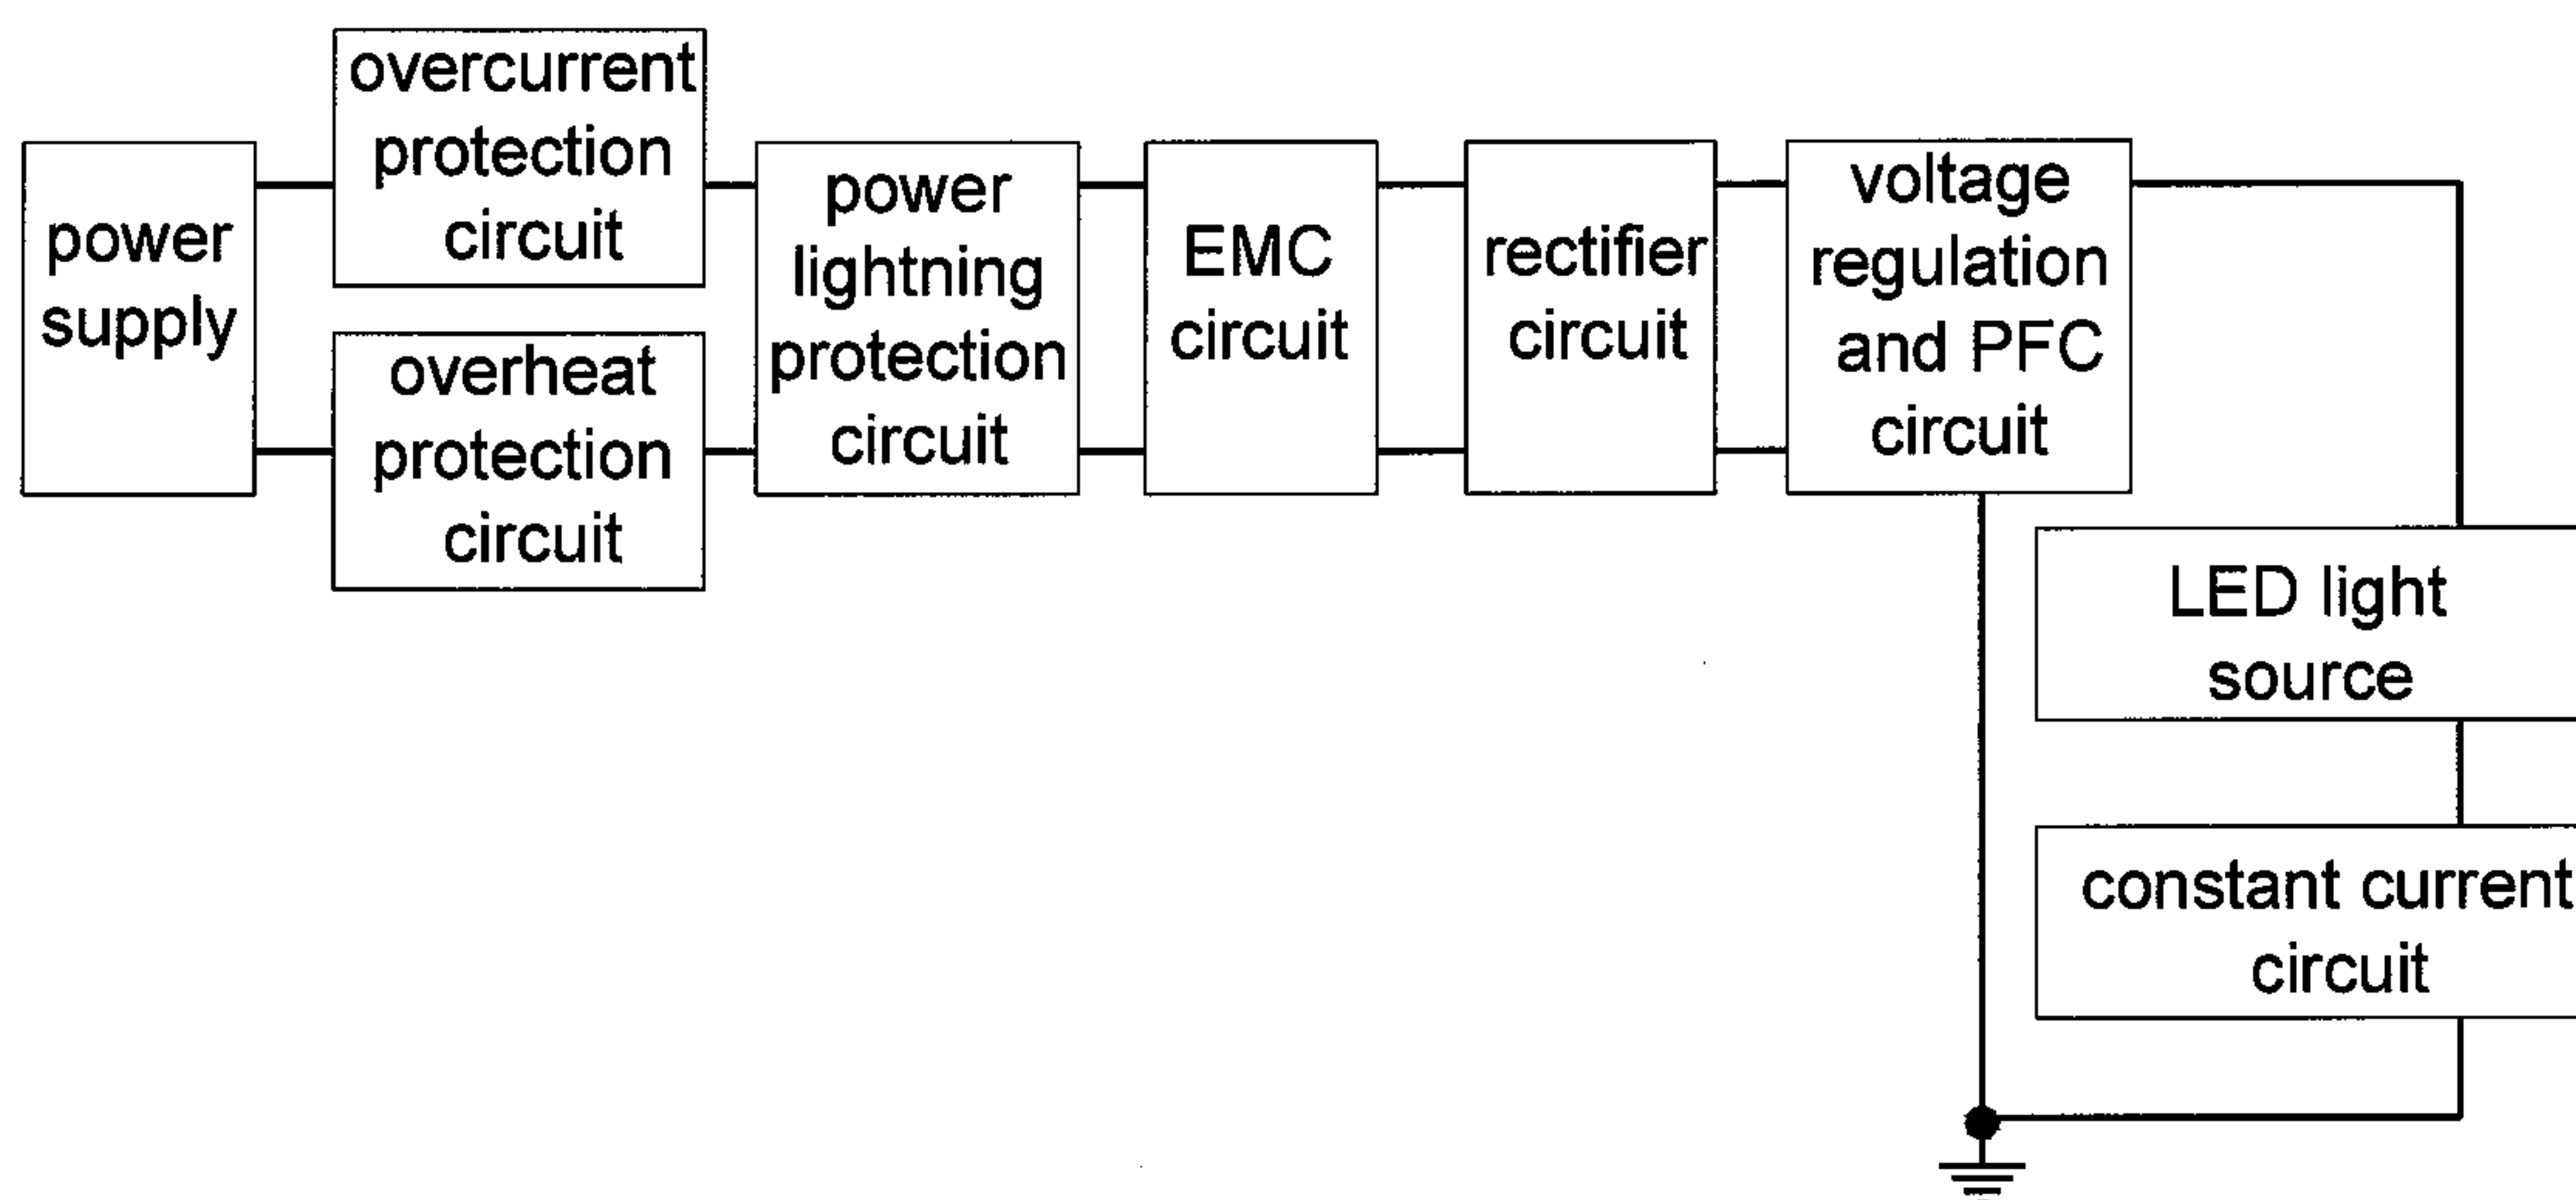 power
supply
overcurrent
protection
circuit
overheat
protection
circuit
power
lightning
protection
circuit
EMC
circuit
rectifier
circuit
voltage
regulation
and PFC
circuit
LED light
source
constant current
circuit